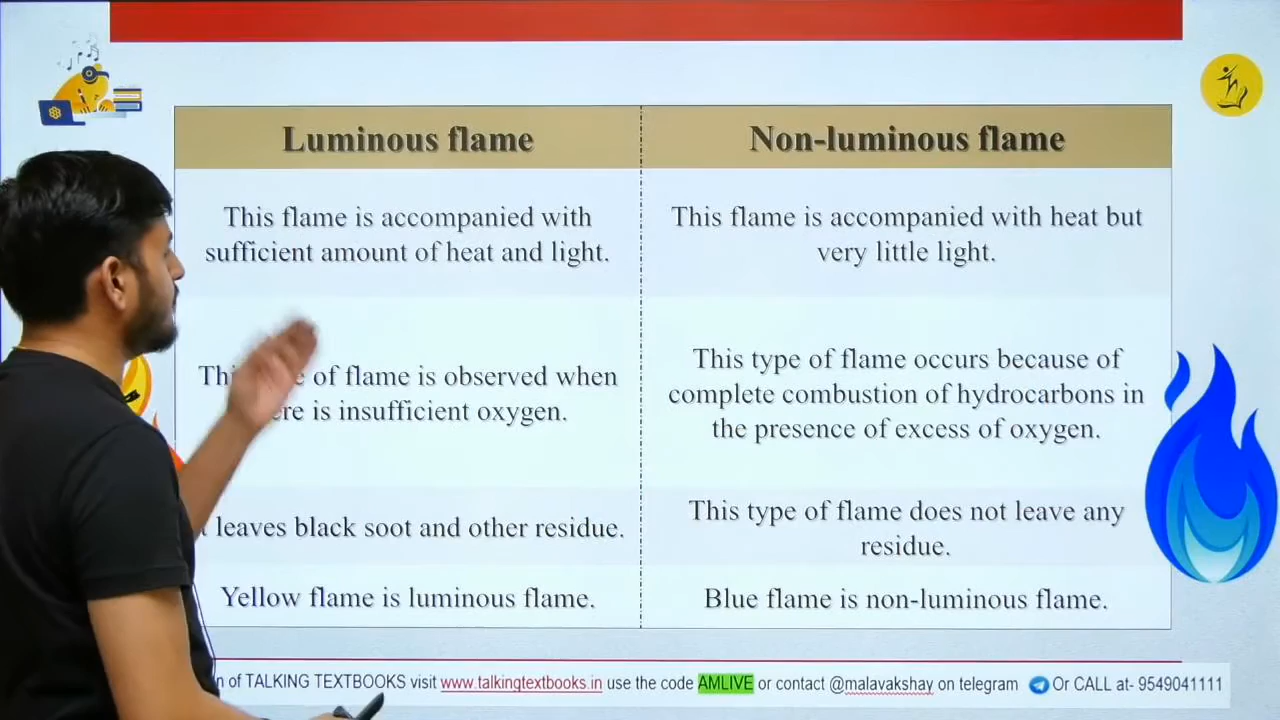 Luminous flame
Non-luminous flame
This flame is accompanied with
sufficient amount of heat and light.
This flame is accompanied with heat but
very little light.
of flame is observed when
is insufficient oxygen.
This type of flame occurs because of
complete combustion of hydrocarbons in
the presence of excess of oxygen.
leaves black soot and other residue.
This type of flame does not leave any
residue.
Yellow flame is luminous flame.
Blue flame is non-luminous flame.
of TALKING TEXTBOOKS visit www.talkingtextbooks.in use the code AMLIVE or contact @malavakshay on telegram Or CALL at- 9549041111